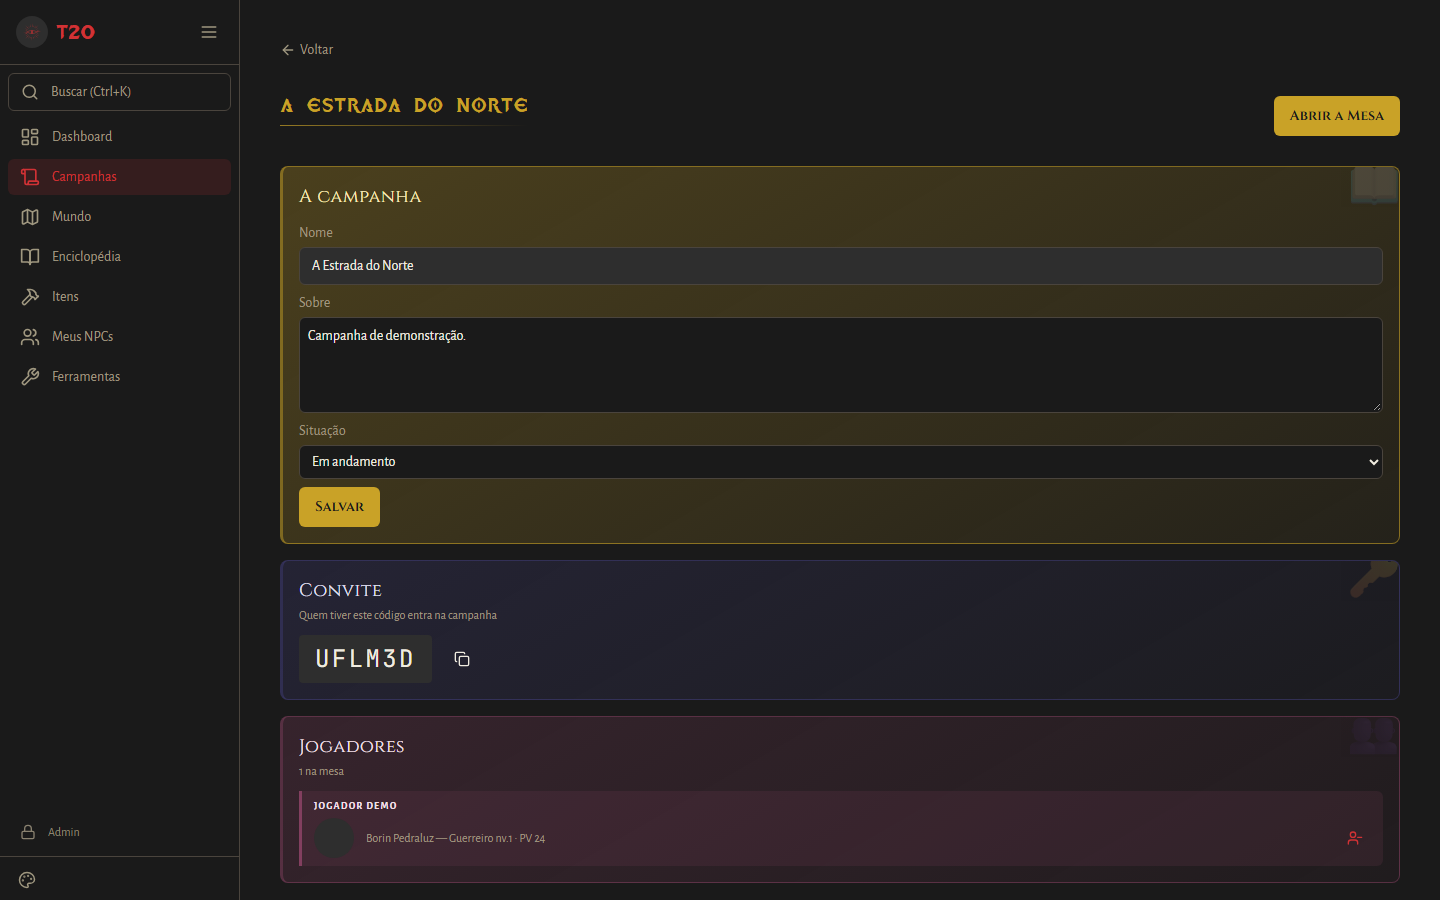 T20
Buscar (Ctrl+K)
Dashboard
Campanhas
Mundo
Enciclopédia
Itens
Meus NPCs
Ferramentas
Admin
Voltar
A ESTRADA DO NORTE
Abrir a Mesa
A campanha
Nome
A Estrada do Norte
Sobre
Campanha de demonstração.
Situação
Em andamento
Salvar
Convite
Quem tiver este código entra na campanha
UFLM3D
Jogadores
1 na mesa
JOGADOR DEMO
Borin Pedraluz — Guerreiro nv.1 · PV 24